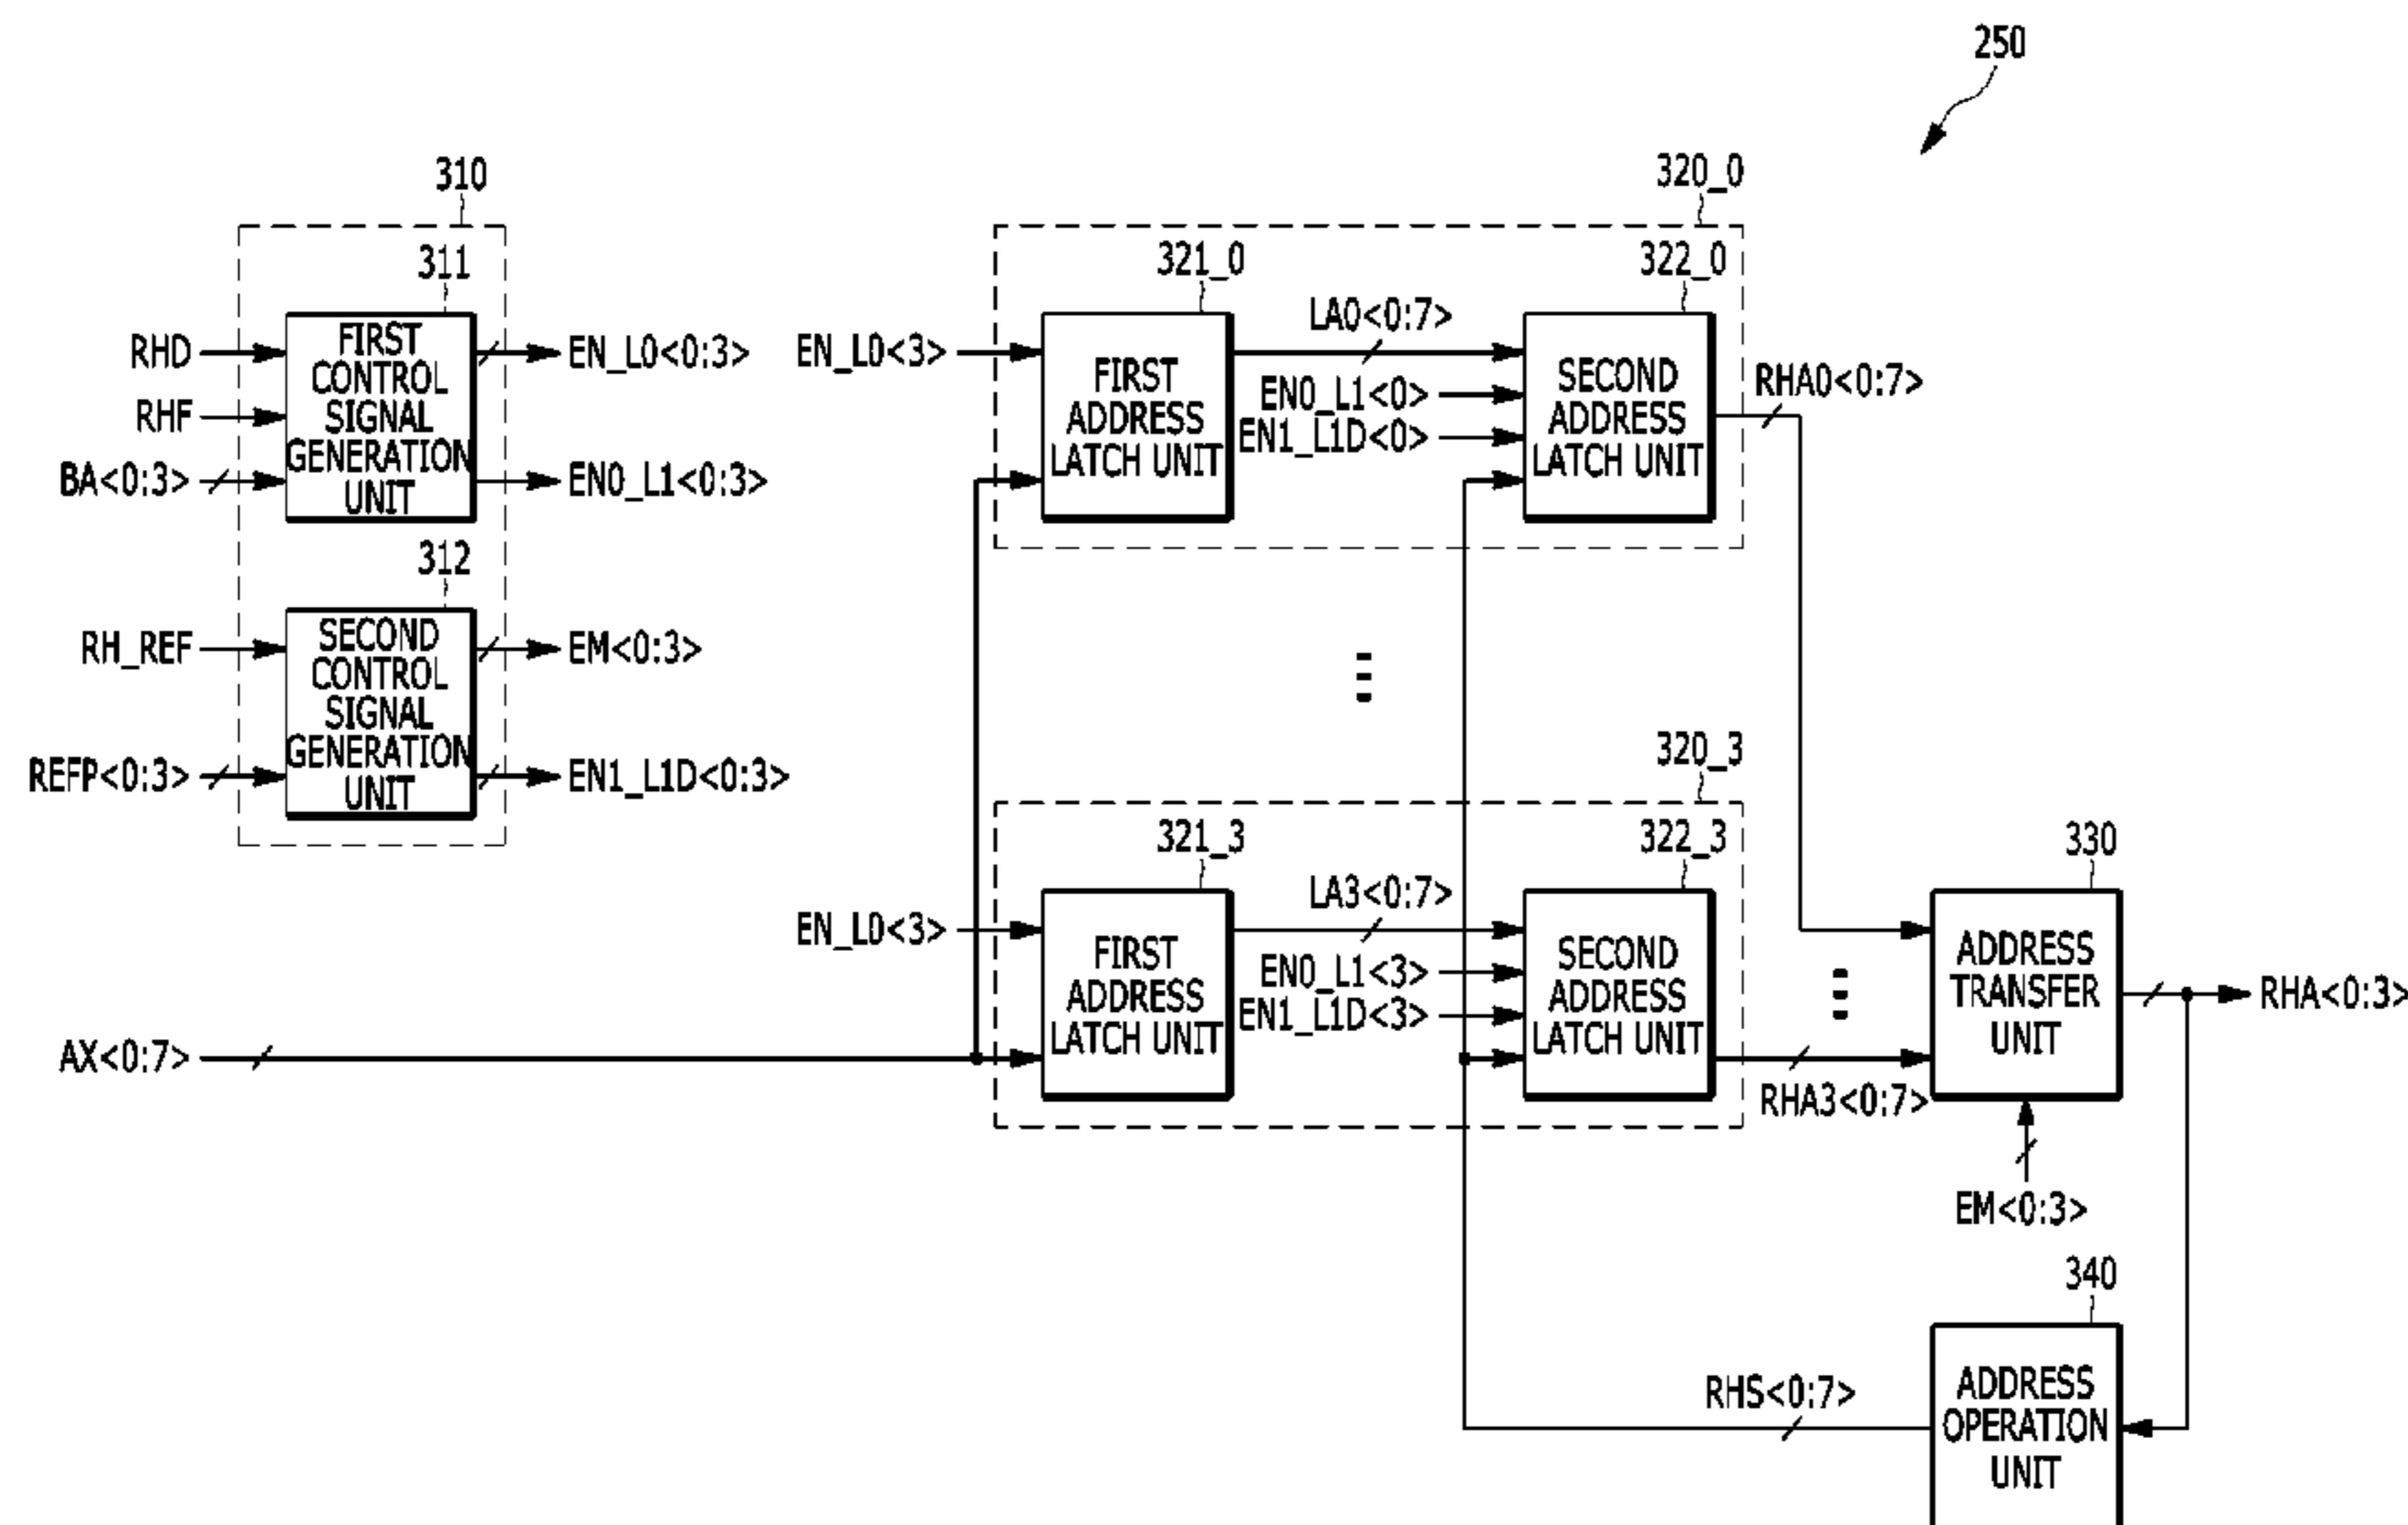 250
310
311
RHD
RHF
BA<0:3>
FIRST
CONTROL
SIGNAL
GENERATION
UNIT
EN_L0<0:3>
EN0_L1<0:3>
312
RH_REF
REFP<0:3>
SECOND
CONTROL
SIGNAL
GENERATION
UNIT
EM<0:3>
EN1_L1D<0:3>
320_0
321_0
322_0
EN_L0<3>
FIRST
ADDRESS
LATCH UNIT
LA0<0:7>
EN0_L1<0>
EN1_L1D<0>
SECOND
ADDRESS
LATCH UNIT
RHA0<0:7>
320_3
321_3
322_3
EN_L0<3>
AX<0:7>
FIRST
ADDRESS
LATCH UNIT
LA3<0:7>
EN0_L1<3>
EN1_L1D<3>
SECOND
ADDRESS
LATCH UNIT
RHA3<0:7>
330
ADDRESS
TRANSFER
UNIT
RHA<0:3>
EM<0:3>
340
ADDRESS
OPERATION
UNIT
RHS<0:7>